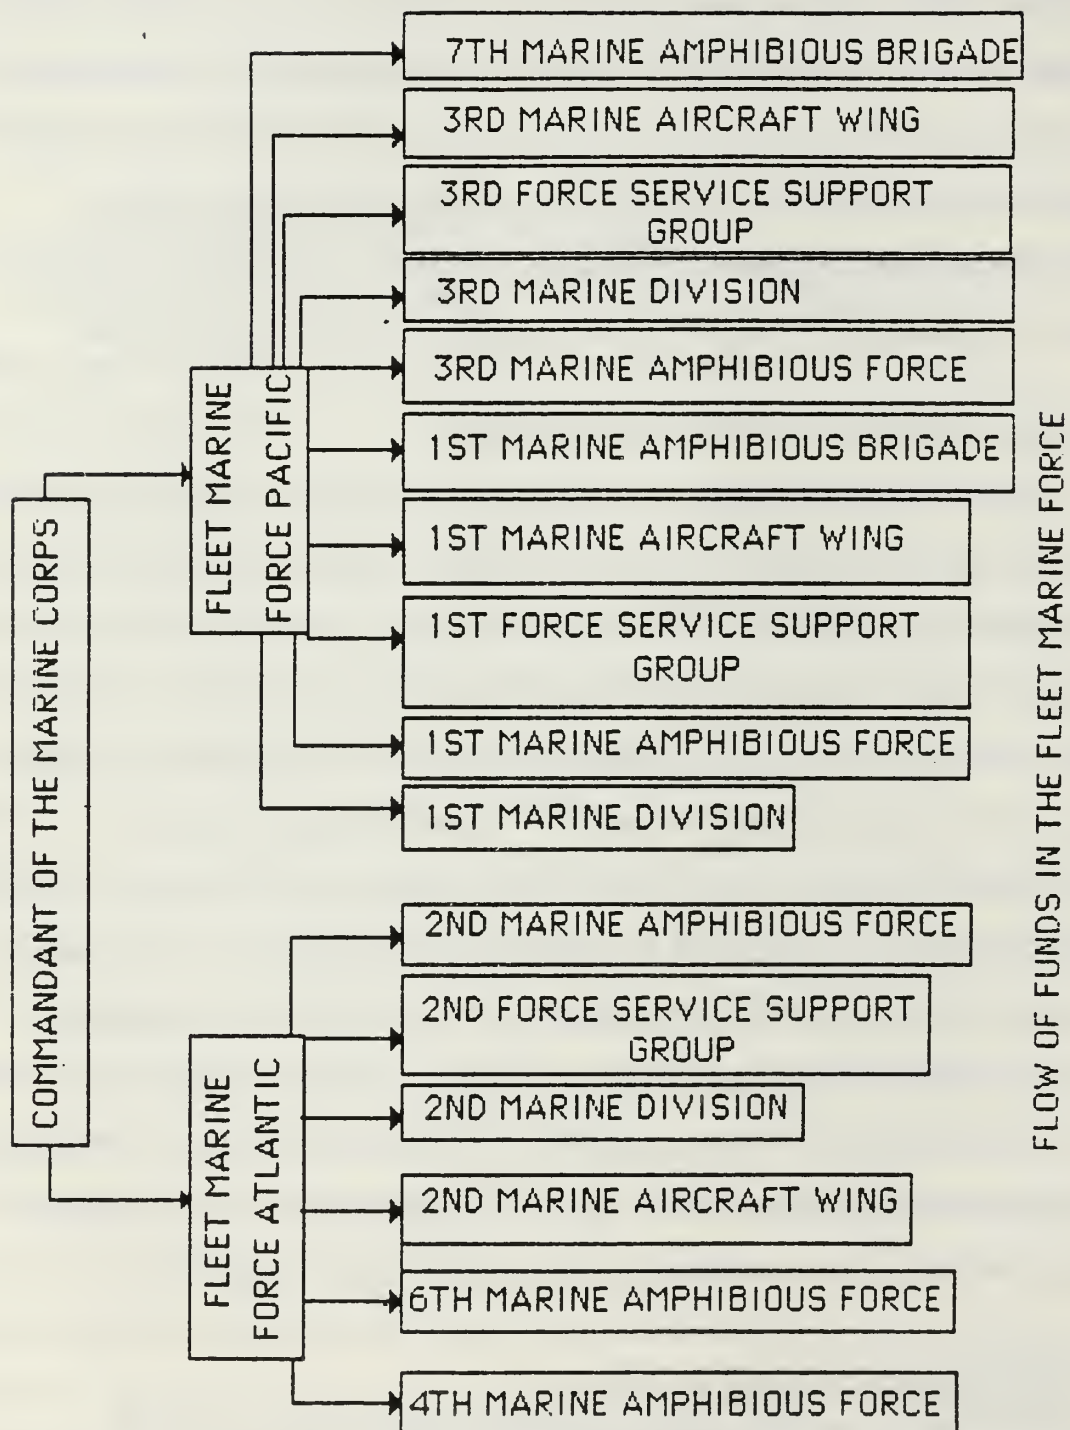 COMMANDANT OF THE MARINE CORPS
FLEET MARINE
FORCE PACIFIC
7TH MARINE AMPHIBIOUS BRIGADE
3RD MARINE AIRCRAFT WING
3RD FORCE SERVICE SUPPORT
GROUP
3RD MARINE DIVISION
3RD MARINE AMPHIBIOUS FORCE
1ST MARINE AMPHIBIOUS BRIGADE
1ST MARINE AIRCRAFT WING
1ST FORCE SERVICE SUPPORT
GROUP
1ST MARINE AMPHIBIOUS FORCE
1ST MARINE DIVISION
FLEET MARINE
FORCE ATLANTIC
2ND MARINE AMPHIBIOUS FORCE
2ND FORCE SERVICE SUPPORT
GROUP
2ND MARINE DIVISION
2ND MARINE AIRCRAFT WING
6TH MARINE AMPHIBIOUS FORCE
4TH MARINE AMPHIBIOUS FORCE
FLOW OF FUNDS IN THE FLEET MARINE FORCE